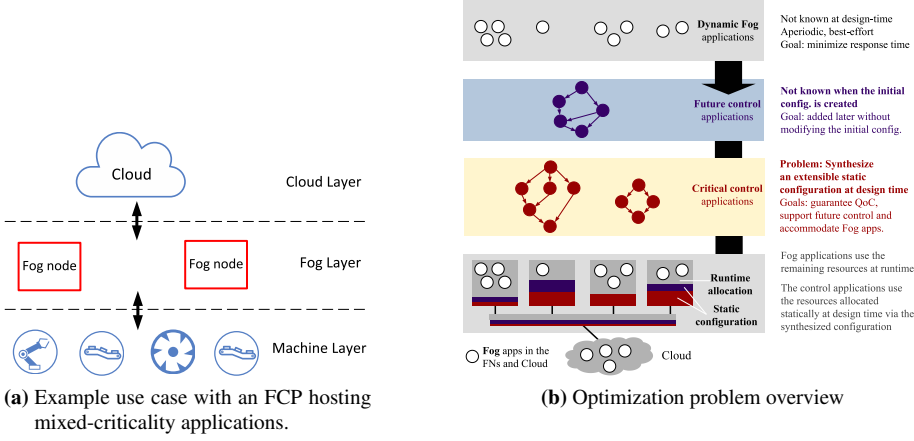 Cloud
Cloud Layer
Fog node
Fog node
Fog Layer
Machine Layer
(a) Example use case with an FCP hosting
mixed-criticality applications.
Dynamic Fog
applications
Not known at design-time
Aperiodic, best-effort
Goal: minimize response time
Future control
applications
Not known when the initial
config. is created
Goal: added later without
modifying the initial config.
Critical control
applications
Problem: Synthesize
an extensible static
configuration at design time
Goals: guarantee QoC,
support future control and
accommodate Fog apps.
Runtime
allocation
Static
configuration
Fog applications use the
remaining resources at runtime
The control applications use
the resources allocated
statically at design time via the
synthesized configuration
Fog apps in the
FNs and Cloud
Cloud
(b) Optimization problem overview